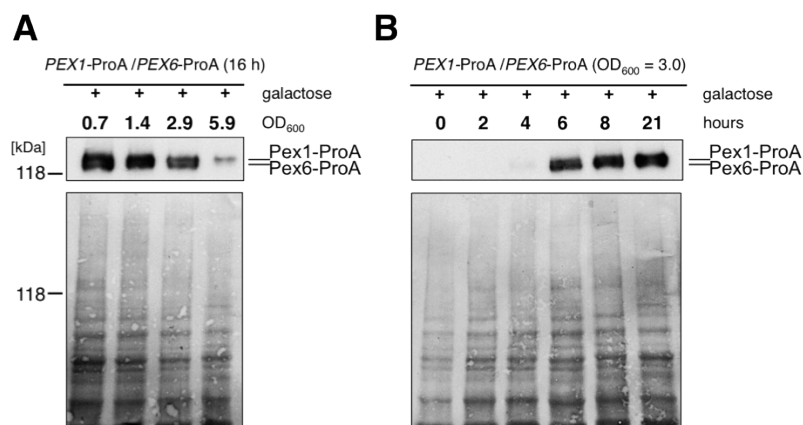 A
PEX1-ProA /PEX6-ProA (16 h)
+ + + + galactose
0.7 1.4 2.9 5.9 OD600
[kDa]
118
Pex1-ProA
Pex6-ProA
118
B
PEX1-ProA /PEX6-ProA (OD600 = 3.0)
+ + + + + + galactose
0 2 4 6 8 21 hours
Pex1-ProA
Pex6-ProA